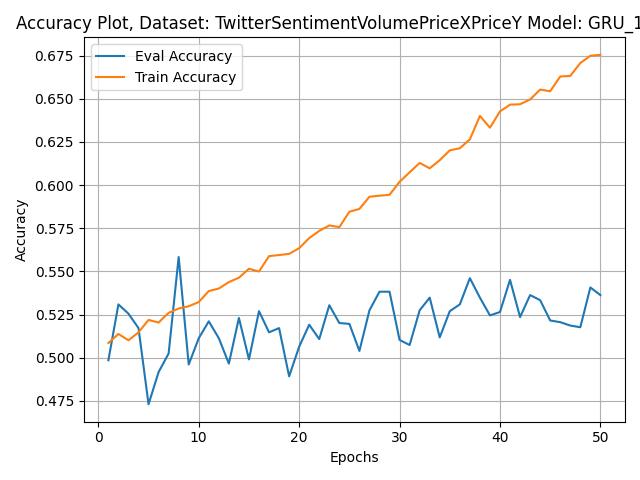 Accuracy Plot, Dataset: TwitterSentimentVolumePriceXPriceY Model: GRU_1
Eval Accuracy
Train Accuracy
0.675
0.650
0.625
0.600
0.575
0.550
0.525
0.500
0.475
Accuracy
0 10 20 30 40 50
Epochs